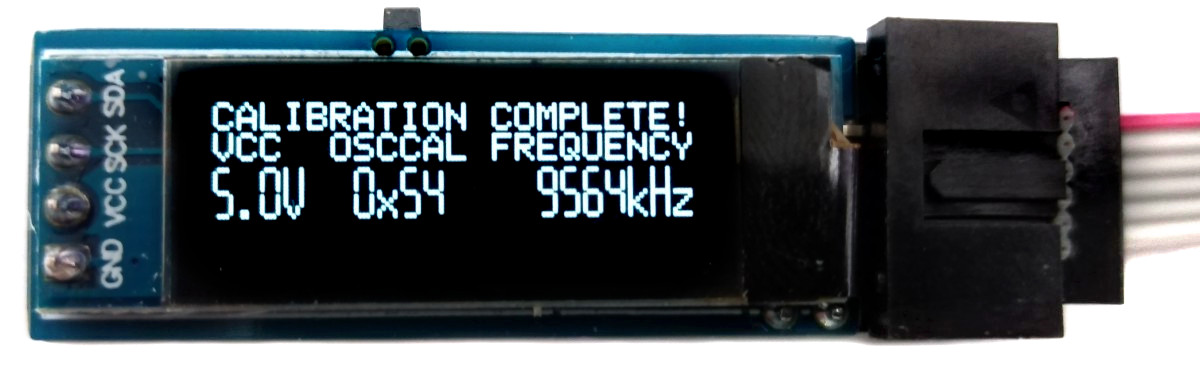 CALIBRATION COMPLETE!
VCC OSCCAL FREQUENCY
5.0V 0x54 9564kHz
SDA
SCK
VCC
GND